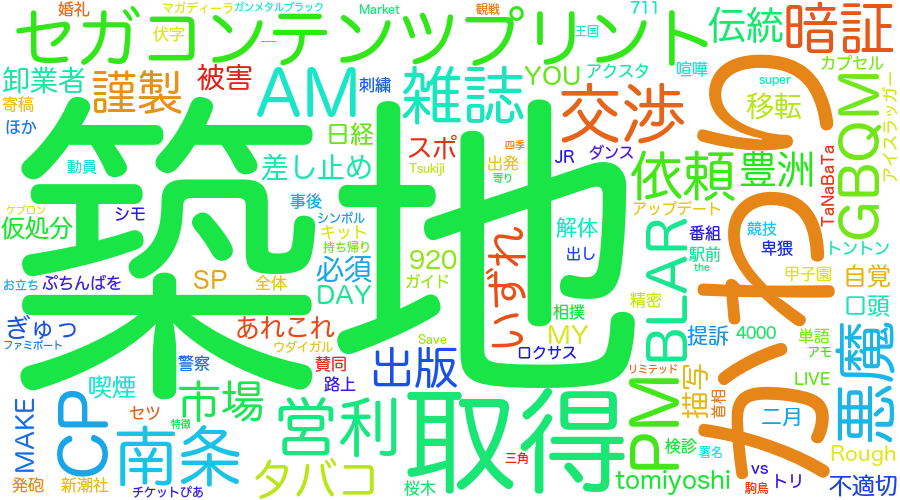 婚礼
マガディーラ
ガンメタルブラック
Market
観戦
711
セガコンテンツプリント
伏字
王国
伝統
暗証
卸業者
謹製
被害
AM
刺繍
雑誌
YOU
アクスタ
喧嘩
super
カプセル
移転
GBQM
アイスラッガー
寄稿
ほか
日経
スポ
四季
出発
交渉
JR
ダンス
依頼
豊洲
TaNaBaTa
動員
差し止め
Tsukiji
寄り
ケブロン
仮処分
シモ
事後
シンボル
キット
持ち帰り
築地
かわり
いずれ
解体
アップデート
番組
競技
卑猥
トントン
お立ち
ぷちんばを
SP
全体
必須
DAY
920
ガイド
出し
BLAR
駅前
the
甲子園
自覚
ぎゅっ
ファミポート
あれこれ
ウダイガル
Save
相撲
MY
精密
口頭
警察
賛同
路上
出版
ロクサス
提訴
4000
単語
アモ
悪魔
リミテッド
喫煙
市場
PM
描写
首相
LIVE
MAKE
CP
セツ
特徴
南条
営利
取得
検診
署名
二月
Rough
発砲
新潮社
チケットぴあ
タバコ
桜木
三角
tomiyoshi
vs
駒鳥
トリ
不適切